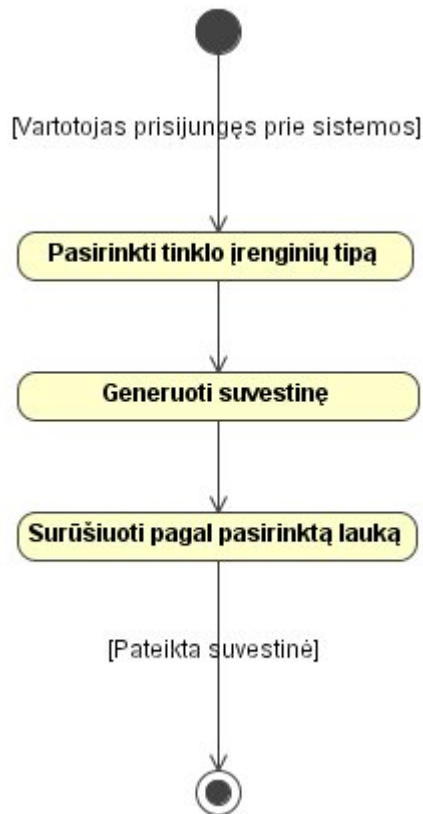 [Vartotojas prisijungęs prie sistemos]
Pasirinkti tinklo įrenginių tipą
Generuoti suvestinę
Surūšiuoti pagal pasirinktą lauką
[Pateikta suvestinė]